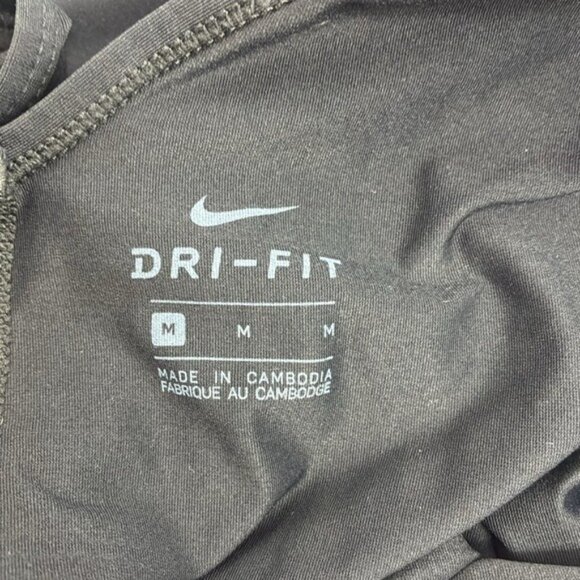 DRI-FIT
M M M
MADE IN CAMBODIA
FABRIQUE AU CAMBODGE